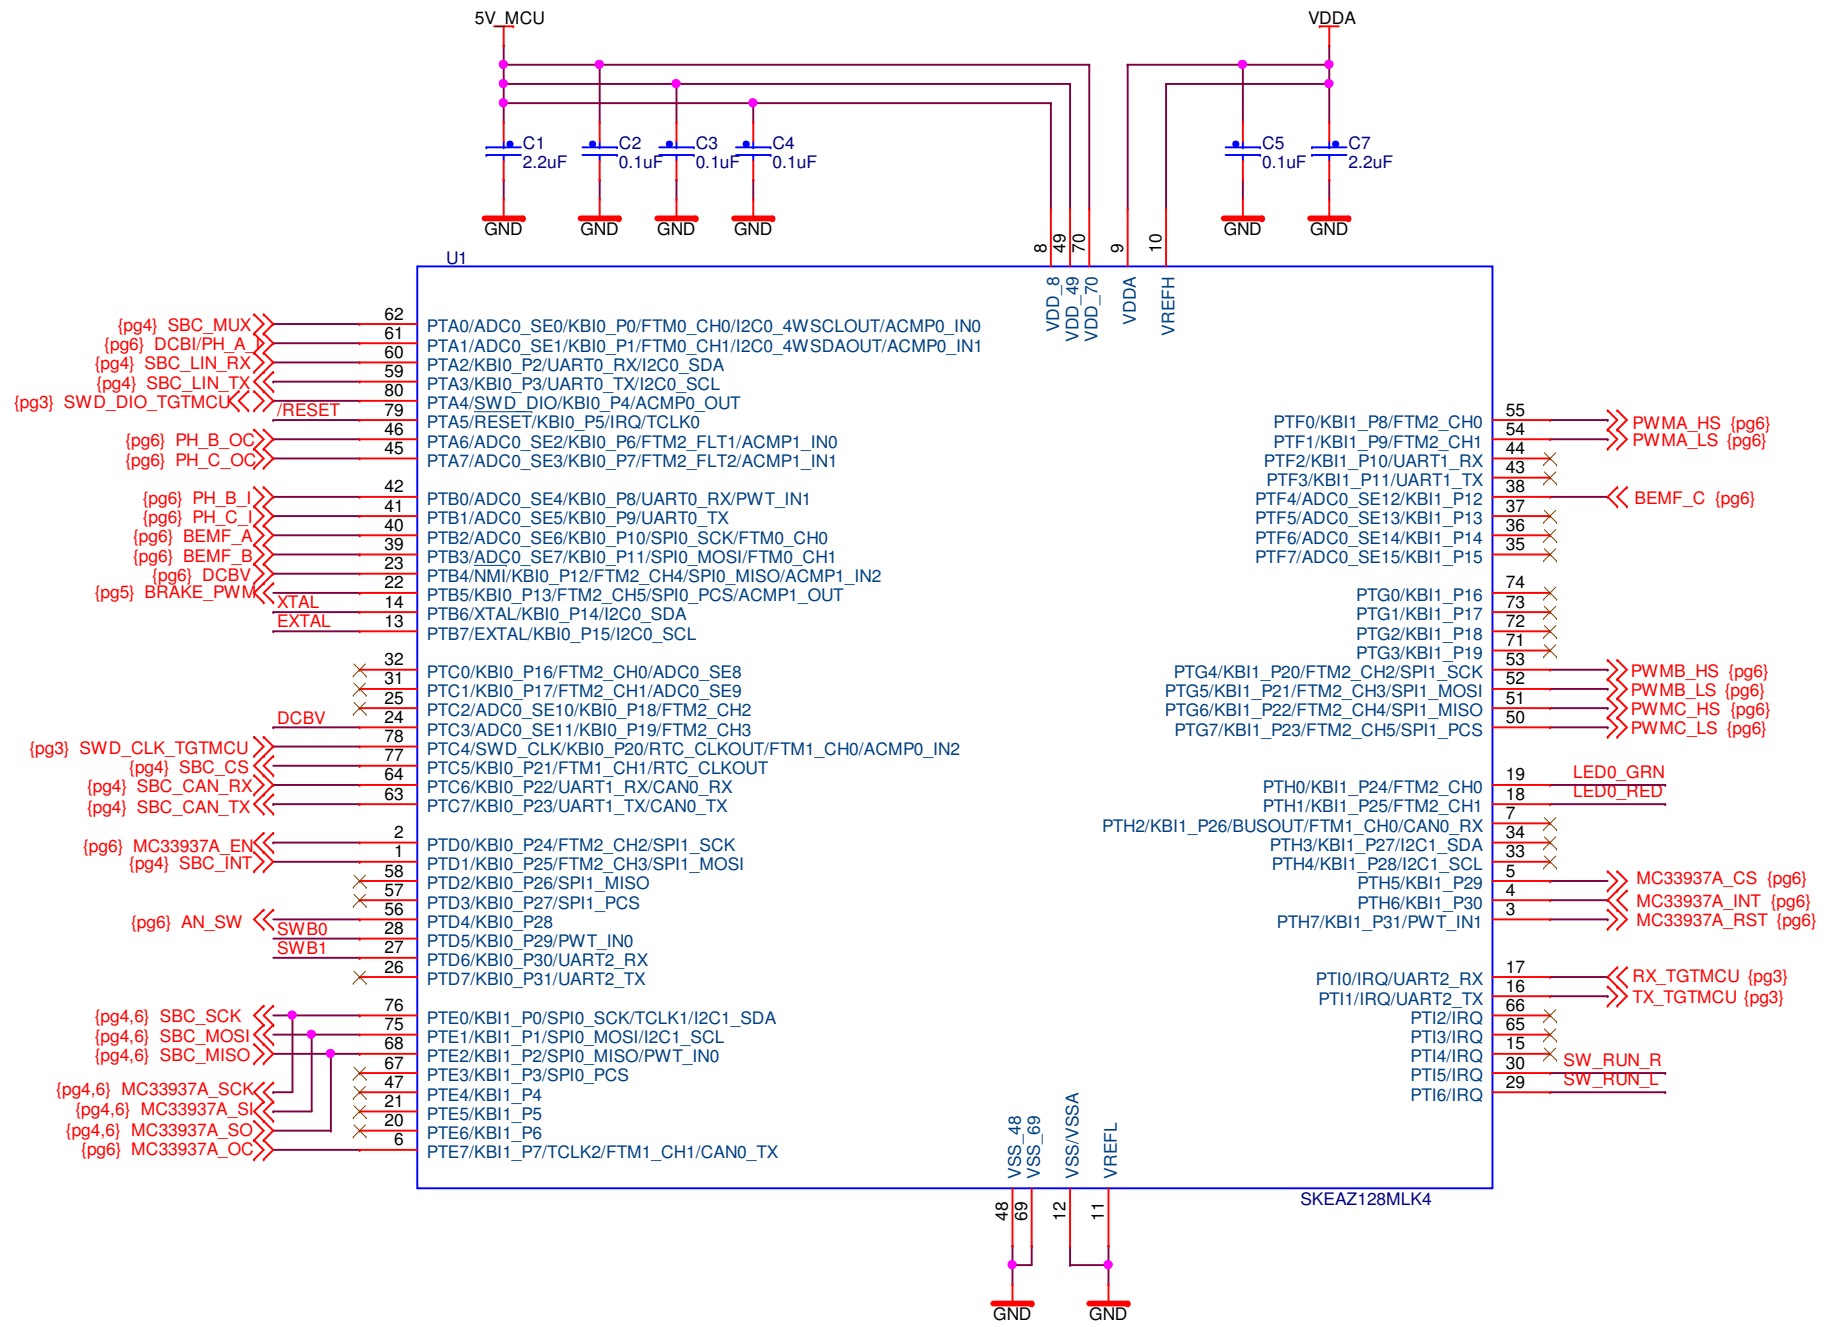 5V_MCU
VDDA
C1
2.2uF
C2
0.1uF
C3
0.1uF
C4
0.1uF
C5
0.1uF
C7
2.2uF
GND
GND
GND
GND
GND
GND
8
49
70
9
10
U1
VDD_8
VDD_49
VDD_70
VDDA
VREFH
{pg4} SBC_MUX 62 PTA0/ADC0_SE0/KBI0_P0/FTM0_CH0/I2C0_4WSCLOUT/ACMP0_IN0
{pg6} DCBI/PH_A_I 61 PTA1/ADC0_SE1/KBI0_P1/FTM0_CH1/I2C0_4WSDAOUT/ACMP0_IN1
{pg4} SBC_LIN_RX 60 PTA2/KBI0_P2/UART0_RX/I2C0_SDA
{pg4} SBC_LIN_TX 59 PTA3/KBI0_P3/UART0_TX/I2C0_SCL
{pg3} SWD_DIO_TGTMCU 80 PTA4/SWD_DIO/KBI0_P4/ACMP0_OUT
/RESET 79 PTA5/RESET/KBI0_P5/IRQ/TCLK0
{pg6} PH_B_OC 46 PTA6/ADC0_SE2/KBI0_P6/FTM2_FLT1/ACMP1_IN0
{pg6} PH_C_OC 45 PTA7/ADC0_SE3/KBI0_P7/FTM2_FLT2/ACMP1_IN1
{pg6} PH_B_I 42 PTB0/ADC0_SE4/KBI0_P8/UART0_RX/PWT_IN1
{pg6} PH_C_I 41 PTB1/ADC0_SE5/KBI0_P9/UART0_TX
{pg6} BEMF_A 40 PTB2/ADC0_SE6/KBI0_P10/SPI0_SCK/FTM0_CH0
{pg6} BEMF_B 39 PTB3/ADC0_SE7/KBI0_P11/SPI0_MOSI/FTM0_CH1
{pg6} DCBV 23 PTB4/NMI/KBI0_P12/FTM2_CH4/SPI0_MISO/ACMP1_IN2
{pg5} BRAKE_PWM 22 PTB5/KBI0_P13/FTM2_CH5/SPI0_PCS/ACMP1_OUT
XTAL 14 PTB6/XTAL/KBI0_P14/I2C0_SDA
EXTAL 13 PTB7/EXTAL/KBI0_P15/I2C0_SCL
32 PTC0/KBI0_P16/FTM2_CH0/ADC0_SE8
31 PTC1/KBI0_P17/FTM2_CH1/ADC0_SE9
25 PTC2/ADC0_SE10/KBI0_P18/FTM2_CH2
DCBV 24 PTC3/ADC0_SE11/KBI0_P19/FTM2_CH3
{pg3} SWD_CLK_TGTMCU 78 PTC4/SWD_CLK/KBI0_P20/RTC_CLKOUT/FTM1_CH0/ACMP0_IN2
{pg4} SBC_CS 77 PTC5/KBI0_P21/FTM1_CH1/RTC_CLKOUT
{pg4} SBC_CAN_RX 64 PTC6/KBI0_P22/UART1_RX/CAN0_RX
{pg4} SBC_CAN_TX 63 PTC7/KBI0_P23/UART1_TX/CAN0_TX
{pg6} MC33937A_EN 2 PTD0/KBI0_P24/FTM2_CH2/SPI1_SCK
{pg4} SBC_INT 1 PTD1/KBI0_P25/FTM2_CH3/SPI1_MOSI
58 PTD2/KBI0_P26/SPI1_MISO
57 PTD3/KBI0_P27/SPI1_PCS
{pg6} AN_SW 56 PTD4/KBI0_P28
SWB0 28 PTD5/KBI0_P29/PWT_IN0
SWB1 27 PTD6/KBI0_P30/UART2_RX
26 PTD7/KBI0_P31/UART2_TX
{pg4,6} SBC_SCK 76 PTE0/KBI1_P0/SPI0_SCK/TCLK1/I2C1_SDA
{pg4,6} SBC_MOSI 75 PTE1/KBI1_P1/SPI0_MOSI/I2C1_SCL
{pg4,6} SBC_MISO 68 PTE2/KBI1_P2/SPI0_MISO/PWT_IN0
67 PTE3/KBI1_P3/SPI0_PCS
{pg4,6} MC33937A_SCK 47 PTE4/KBI1_P4
{pg4,6} MC33937A_SI 21 PTE5/KBI1_P5
{pg4,6} MC33937A_SO 20 PTE6/KBI1_P6
{pg6} MC33937A_OC 6 PTE7/KBI1_P7/TCLK2/FTM1_CH1/CAN0_TX
PTF0/KBI1_P8/FTM2_CH0 55 PWMA_HS {pg6}
PTF1/KBI1_P9/FTM2_CH1 54 PWMA_LS {pg6}
PTF2/KBI1_P10/UART1_RX 44
PTF3/KBI1_P11/UART1_TX 43
PTF4/ADC0_SE12/KBI1_P12 38 BEMF_C {pg6}
PTF5/ADC0_SE13/KBI1_P13 37
PTF6/ADC0_SE14/KBI1_P14 36
PTF7/ADC0_SE15/KBI1_P15 35
PTG0/KBI1_P16 74
PTG1/KBI1_P17 73
PTG2/KBI1_P18 72
PTG3/KBI1_P19 71
PTG4/KBI1_P20/FTM2_CH2/SPI1_SCK 53 PWMB_HS {pg6}
PTG5/KBI1_P21/FTM2_CH3/SPI1_MOSI 52 PWMB_LS {pg6}
PTG6/KBI1_P22/FTM2_CH4/SPI1_MISO 51 PWMC_HS {pg6}
PTG7/KBI1_P23/FTM2_CH5/SPI1_PCS 50 PWMC_LS {pg6}
PTH0/KBI1_P24/FTM2_CH0 19 LED0_GRN
PTH1/KBI1_P25/FTM2_CH1 18 LED0_RED
PTH2/KBI1_P26/BUSOUT/FTM1_CH0/CAN0_RX 7
PTH3/KBI1_P27/I2C1_SDA 34
PTH4/KBI1_P28/I2C1_SCL 33
PTH5/KBI1_P29 5 MC33937A_CS {pg6}
PTH6/KBI1_P30 4 MC33937A_INT {pg6}
PTH7/KBI1_P31/PWT_IN1 3 MC33937A_RST {pg6}
PTI0/IRQ/UART2_RX 17 RX_TGTMCU {pg3}
PTI1/IRQ/UART2_TX 16 TX_TGTMCU {pg3}
PTI2/IRQ 66
PTI3/IRQ 65
PTI4/IRQ 15
PTI5/IRQ 30 SW_RUN_R
PTI6/IRQ 29 SW_RUN_L
VSS_48
VSS_69
VSS/VSSA
VREFL
SKEAZ128MLK4
48
69
12
11
GND
GND